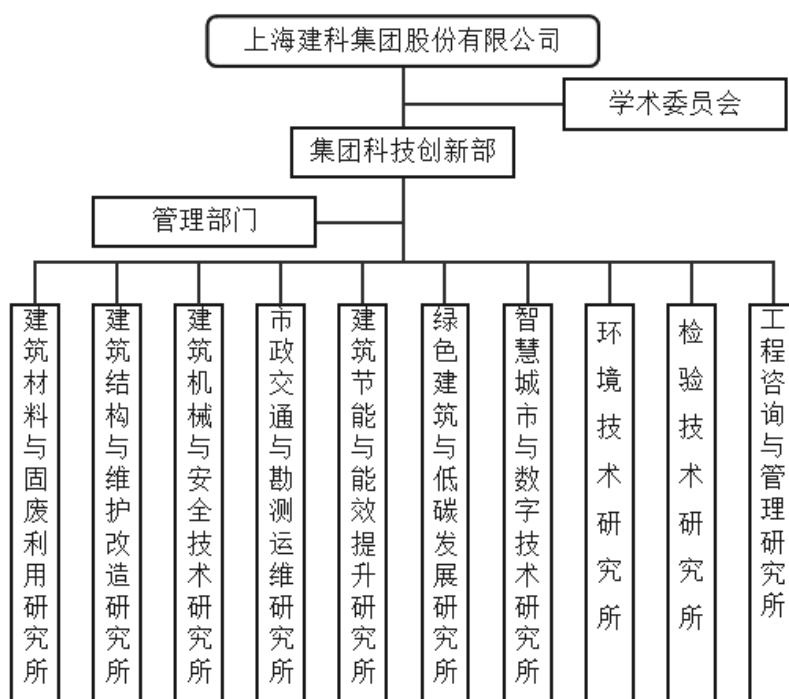 上海建科集团股份有限公司
学术委员会
集团科技创新部
管理部门
建筑材料与固废利用研究所
建筑结构与维护改造研究所
建筑机械与安全技术研究所
市政交通与勘测运维研究所
建筑节能与能效提升研究所
绿色建筑与低碳发展研究所
智慧城市与数字技术研究所
环境技术研究所
检验技术研究所
工程咨询与管理研究所